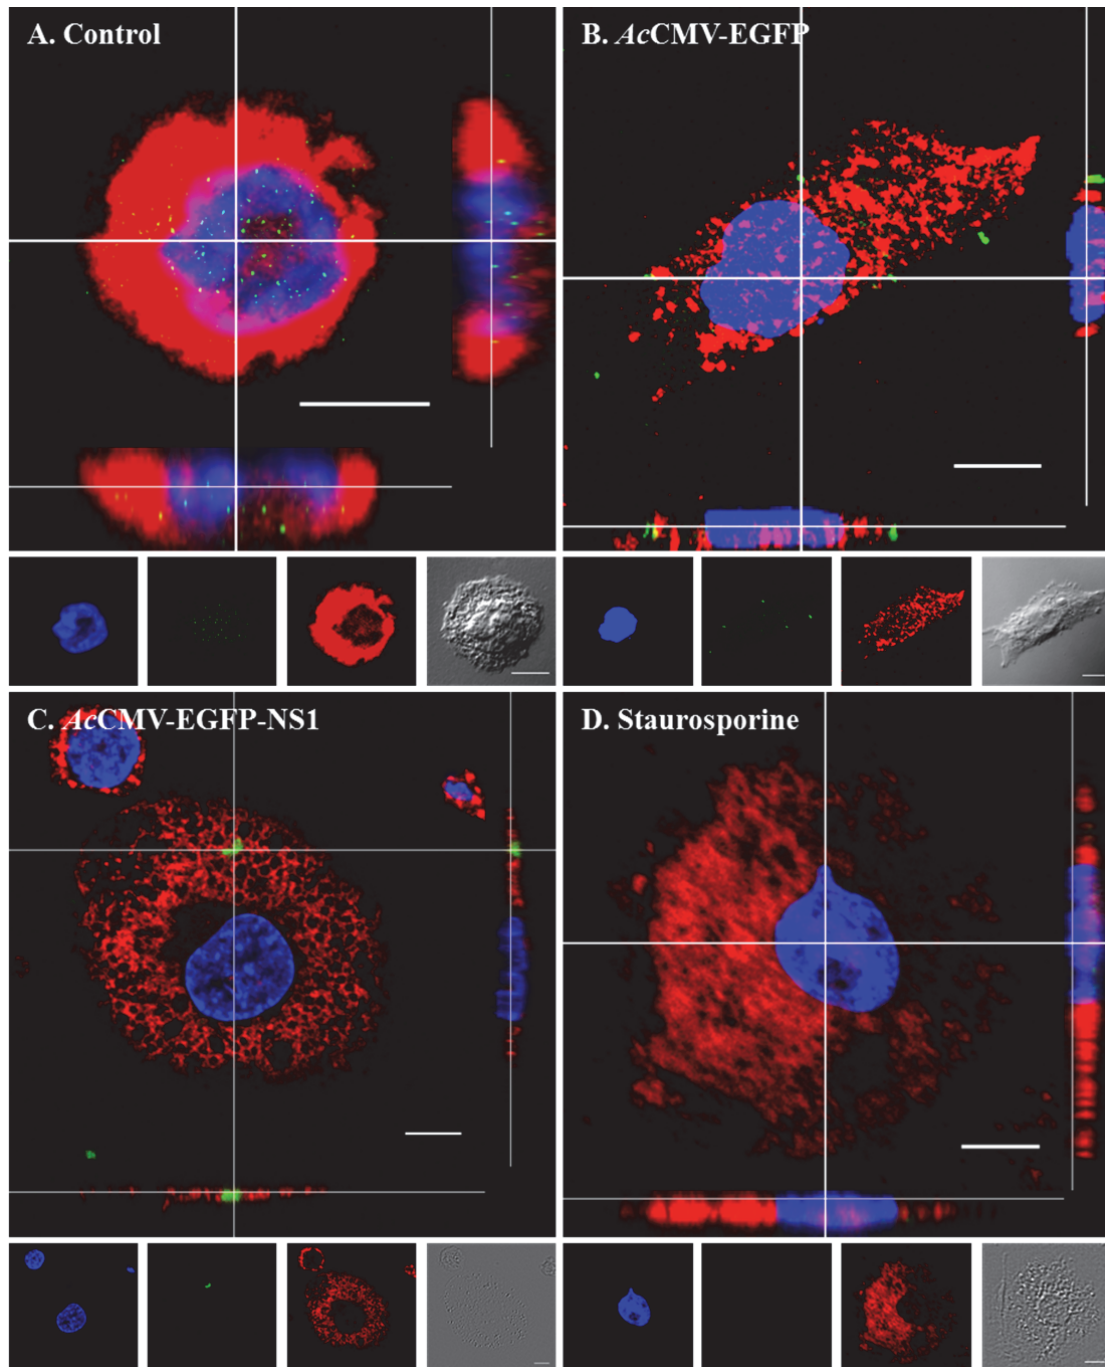 A. Control
B. AcCMV-EGFP
C. AcCMV-EGFP-NS1
D. Staurosporine